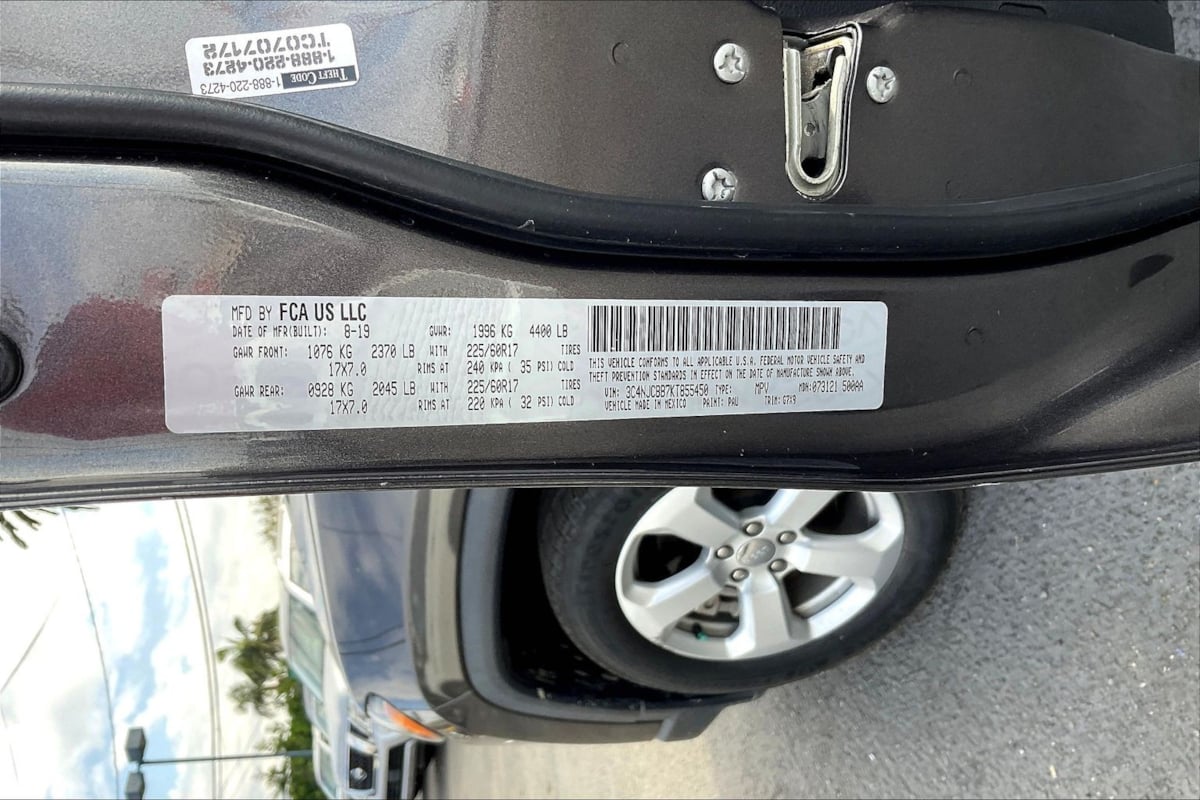 THEFT CODE 1-888-220-4273
1-888-220-4273
TC0707172
MFD BY FCA US LLC
DATE OF MFR(BUILT): 8-19 GVWR: 1996 KG 4400 LB
GAWR FRONT: 1076 KG 2370 LB WITH 225/60R17 TIRES
17X7.0 RIMS AT 240 KPA ( 35 PSI) COLD
GAWR REAR: 0928 KG 2045 LB WITH 225/60R17 TIRES
17X7.0 RIMS AT 220 KPA ( 32 PSI) COLD
THIS VEHICLE CONFORMS TO ALL APPLICABLE U.S.A. FEDERAL MOTOR VEHICLE SAFETY AND
THEFT PREVENTION STANDARDS IN EFFECT ON THE DATE OF MANUFACTURE SHOWN ABOVE.
VIN: 3C4NJCBB7KT855450 TYPE: MPV MDH: 073121 500AA
VEHICLE MADE IN MEXICO PAINT: PAU TRIM: G7X9